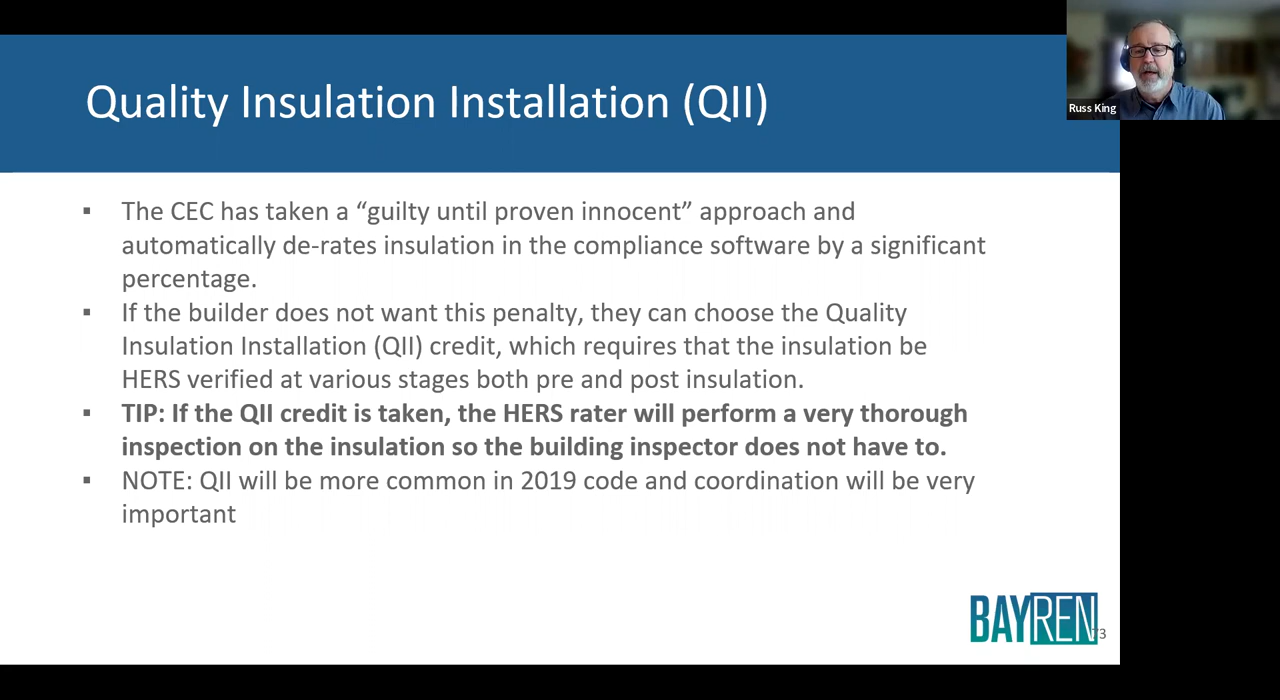 Quality Insulation Installation (QII)
Russ King
▪ The CEC has taken a “guilty until proven innocent” approach and
automatically de-rates insulation in the compliance software by a significant
percentage.
▪ If the builder does not want this penalty, they can choose the Quality
Insulation Installation (QII) credit, which requires that the insulation be
HERS verified at various stages both pre and post insulation.
▪ TIP: If the QII credit is taken, the HERS rater will perform a very thorough
inspection on the insulation so the building inspector does not have to.
▪ NOTE: QII will be more common in 2019 code and coordination will be very
important
BAYREN
73